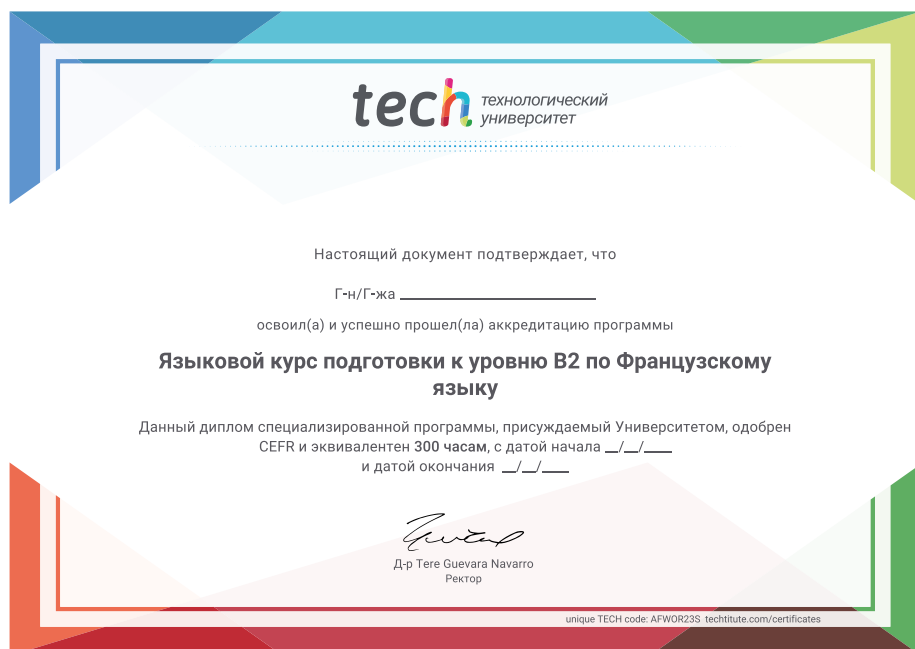 tech технологический
университет
Настоящий документ подтверждает, что
Г-н/Г-жа ____________________
освоил(а) и успешно прошел(ла) аккредитацию программы
Языковой курс подготовки к уровню B2 по Французскому
языку
Данный диплом специализированной программы, присуждаемый Университетом, одобрен
CEFR и эквивалентен 300 часам, с датой начала __/__/____
и датой окончания __/__/____
Д-р Tere Guevara Navarro
Ректор
unique TECH code: AFWOR23S techtitute.com/certificates